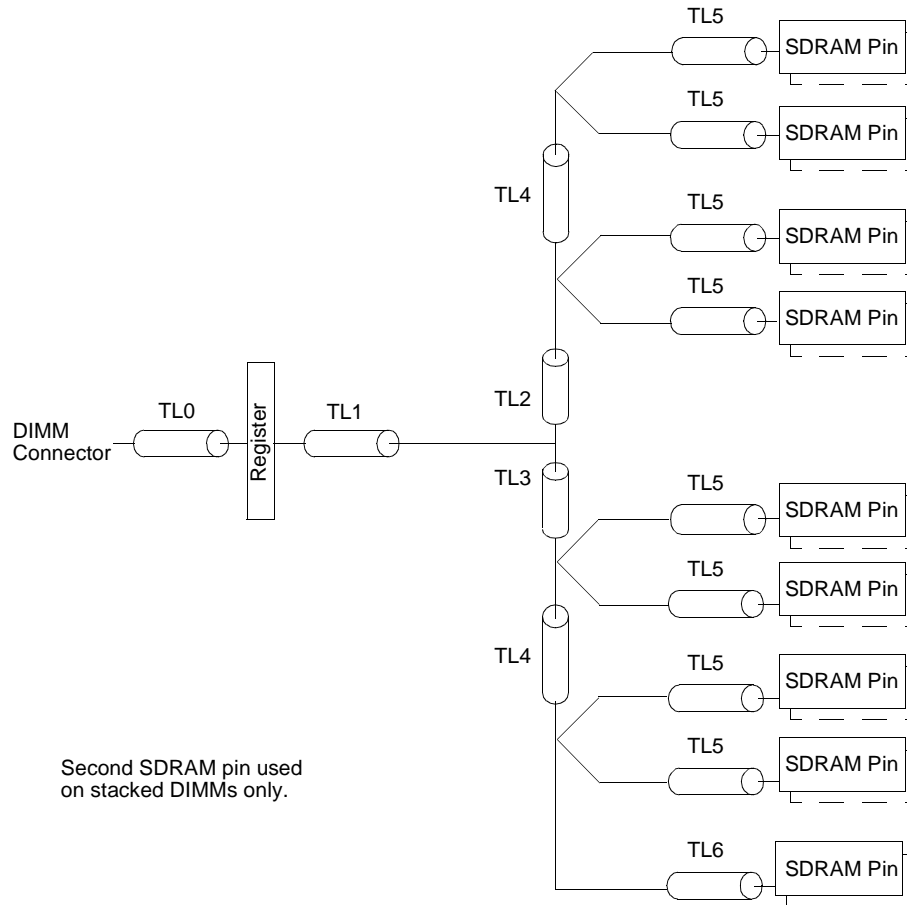 TL5
SDRAM Pin
TL5
SDRAM Pin
TL4
TL5
SDRAM Pin
TL5
SDRAM Pin
TL2
TL0
Register
TL1
DIMM
Connector
TL3
TL5
SDRAM Pin
TL5
SDRAM Pin
TL4
TL5
SDRAM Pin
TL5
SDRAM Pin
Second SDRAM pin used
on stacked DIMMs only.
TL6
SDRAM Pin